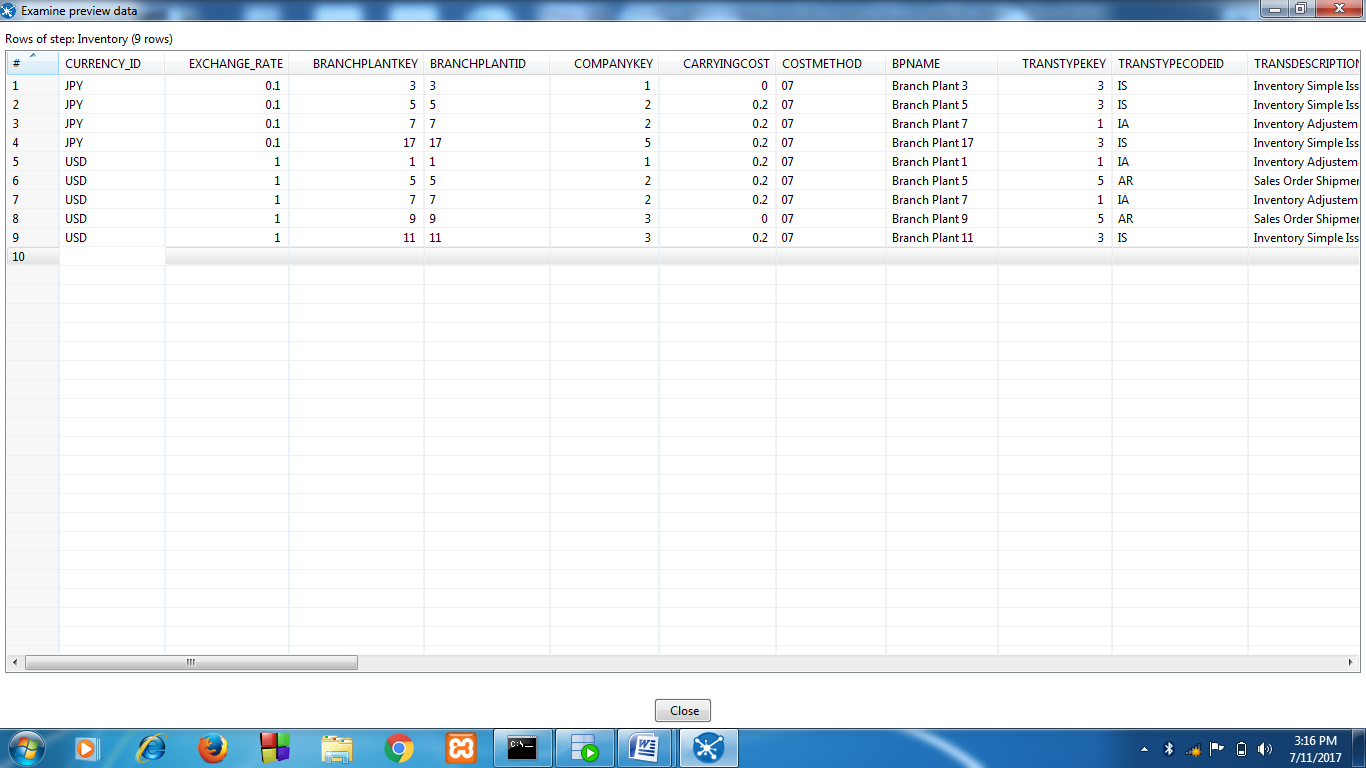 Examine preview data
Rows of step: Inventory (9 rows)
# CURRENCY_ID EXCHANGE_RATE BRANCHPLANTKEY BRANCHPLANTID COMPANYKEY CARRYINGCOST COSTMETHOD BPNAME TRANSTYPEKEY TRANSTYPECODEID TRANSDESCRIPTION
1 JPY 0.1 3 3 1 0 07 Branch Plant 3 3 IS Inventory Simple Iss
2 JPY 0.1 5 5 2 0.2 07 Branch Plant 5 3 IS Inventory Simple Iss
3 JPY 0.1 7 7 2 0.2 07 Branch Plant 7 1 IA Inventory Adjustem
4 JPY 0.1 17 17 5 0.2 07 Branch Plant 17 3 IS Inventory Simple Iss
5 USD 1 1 1 1 0.2 07 Branch Plant 1 1 IA Inventory Adjustem
6 USD 1 5 5 2 0.2 07 Branch Plant 5 5 AR Sales Order Shipmer
7 USD 1 7 7 2 0.2 07 Branch Plant 7 1 IA Inventory Adjustem
8 USD 1 9 9 3 0 07 Branch Plant 9 5 AR Sales Order Shipmer
9 USD 1 11 11 3 0.2 07 Branch Plant 11 3 IS Inventory Simple Iss
10
Close
3:16 PM
7/11/2017